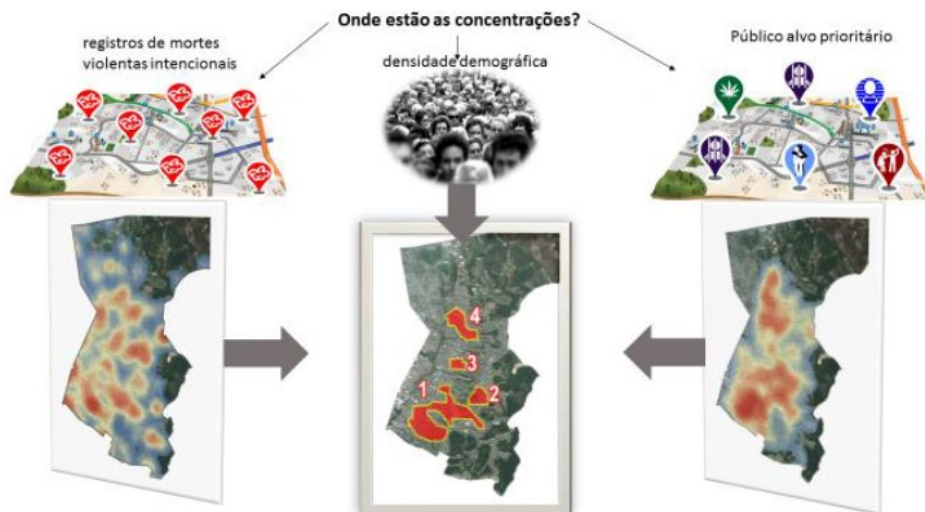 Onde estão as concentrações?
registros de mortes
violentas intencionais
densidade demográfica
Público alvo prioritário
4
3
1
2